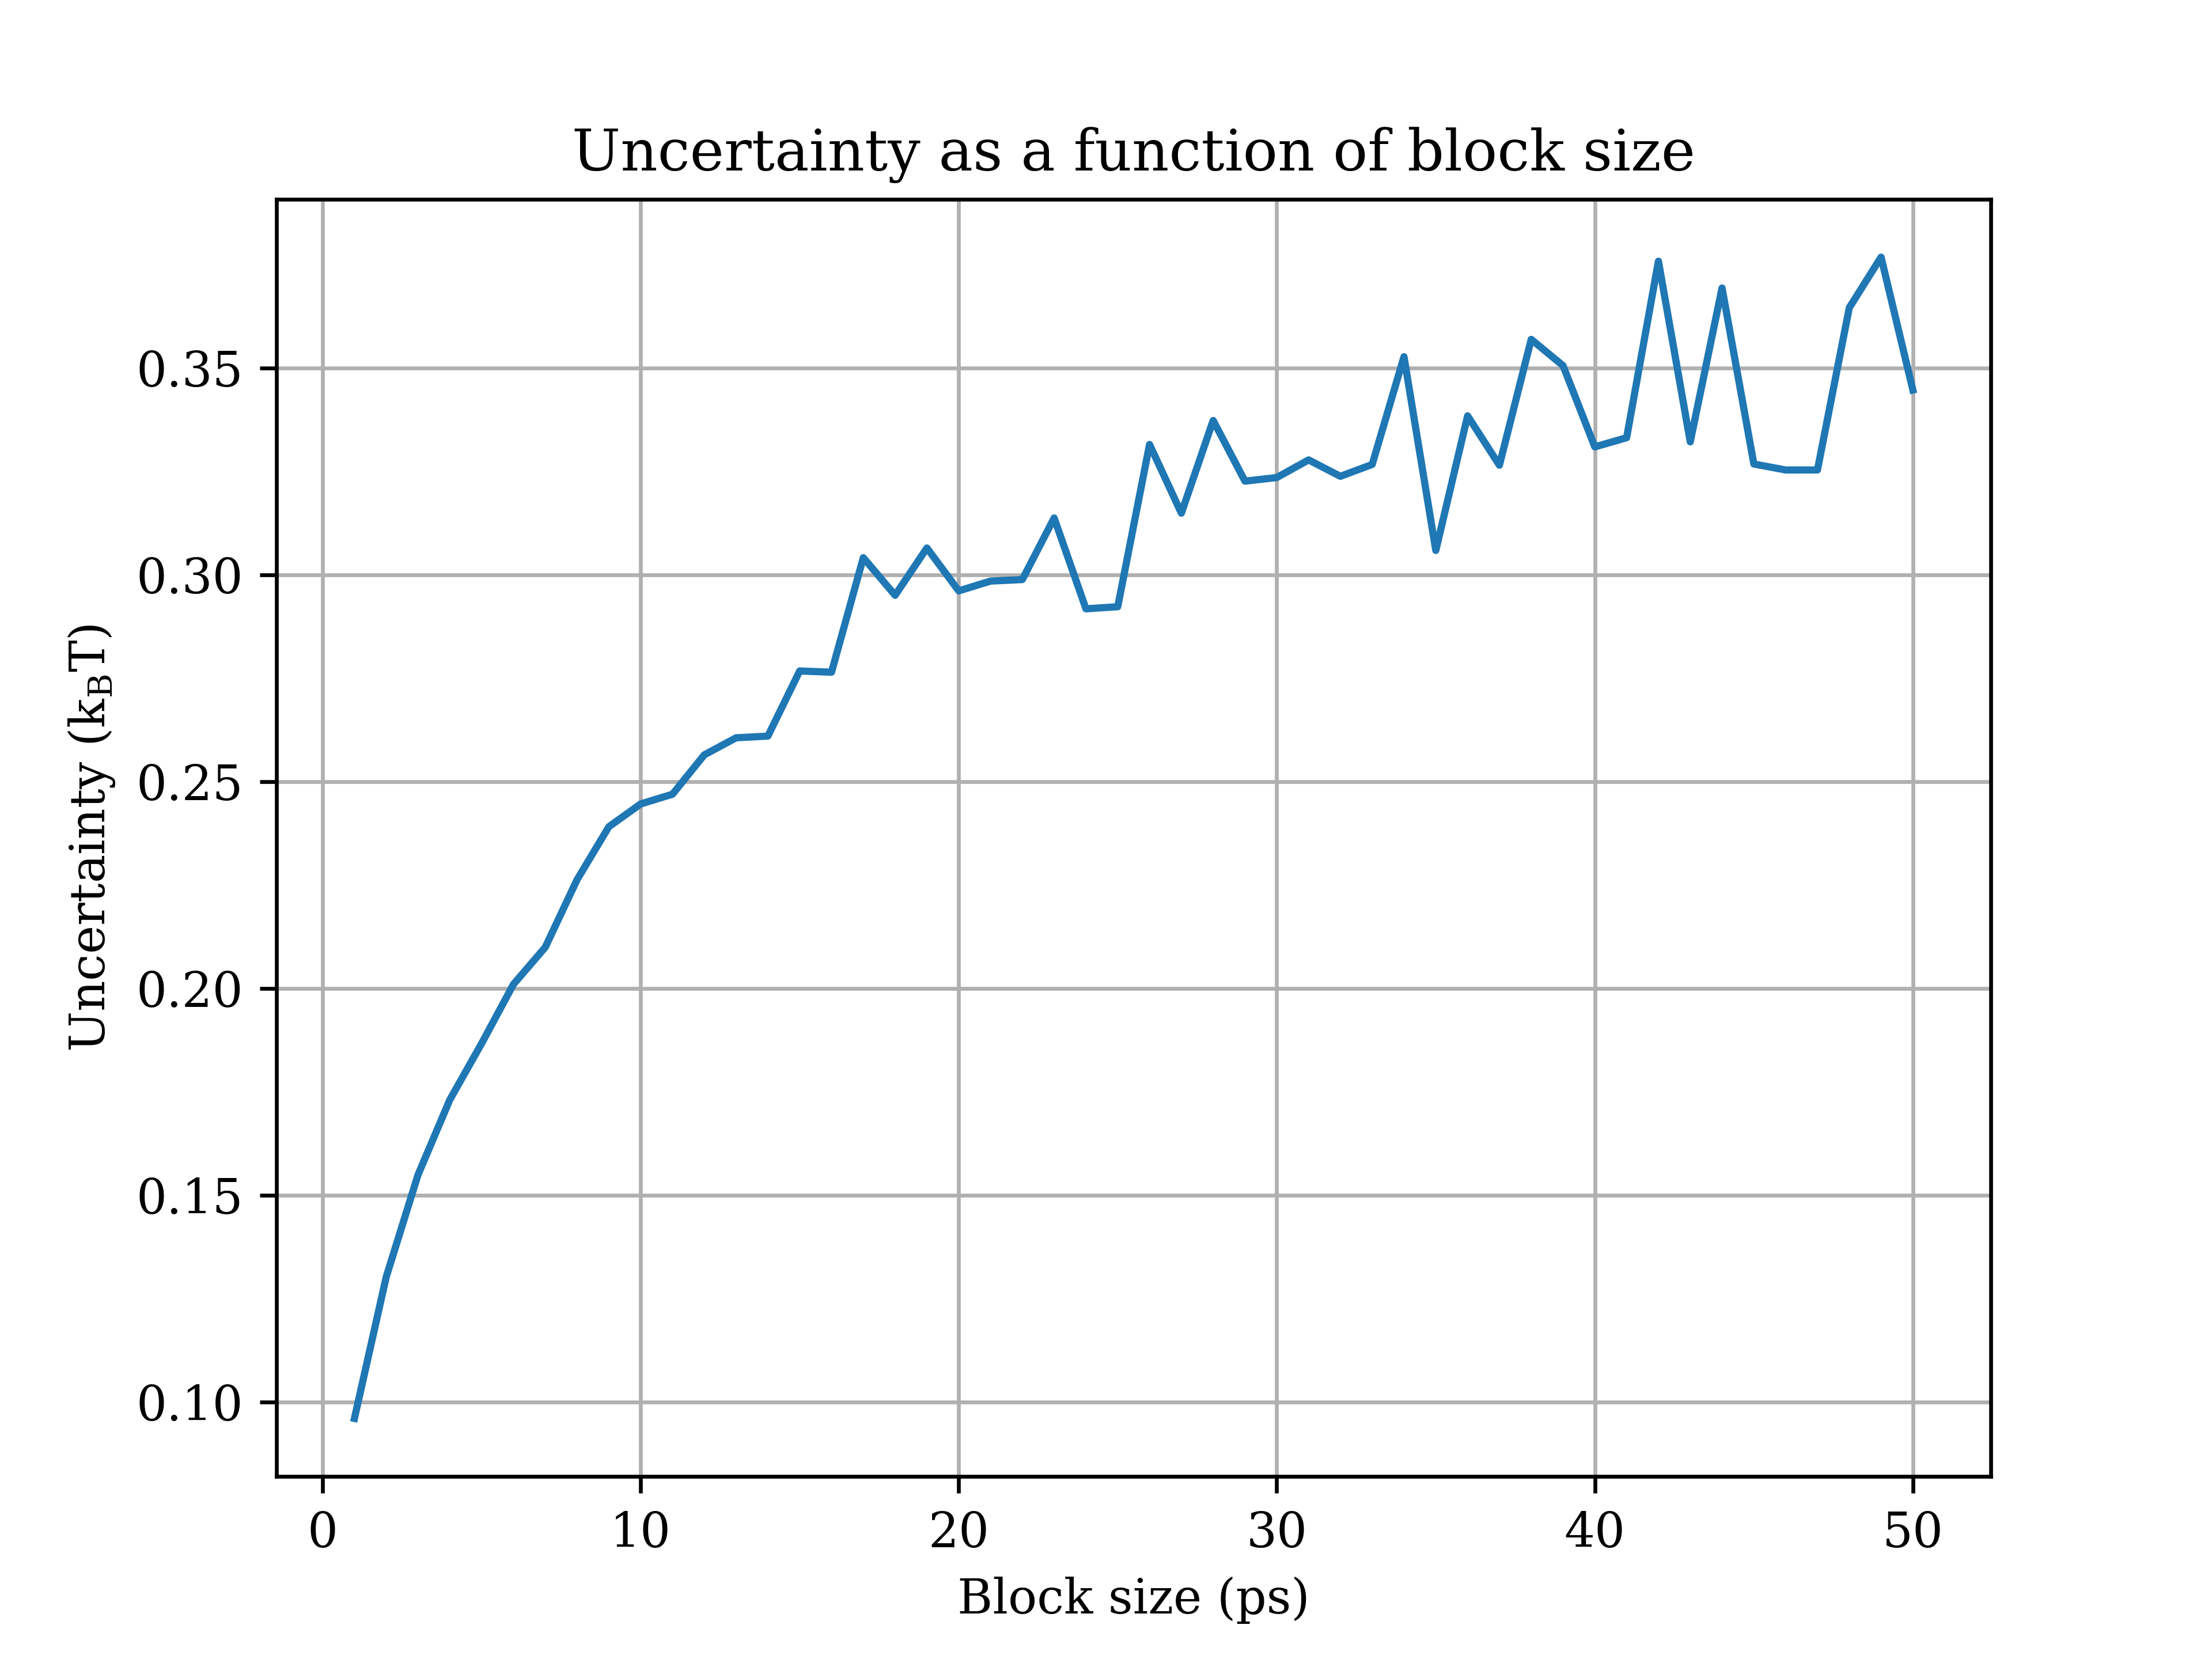 Uncertainty as a function of block size
Uncertainty (k_BT)
0.35
0.30
0.25
0.20
0.15
0.10
0 10 20 30 40 50
Block size (ps)